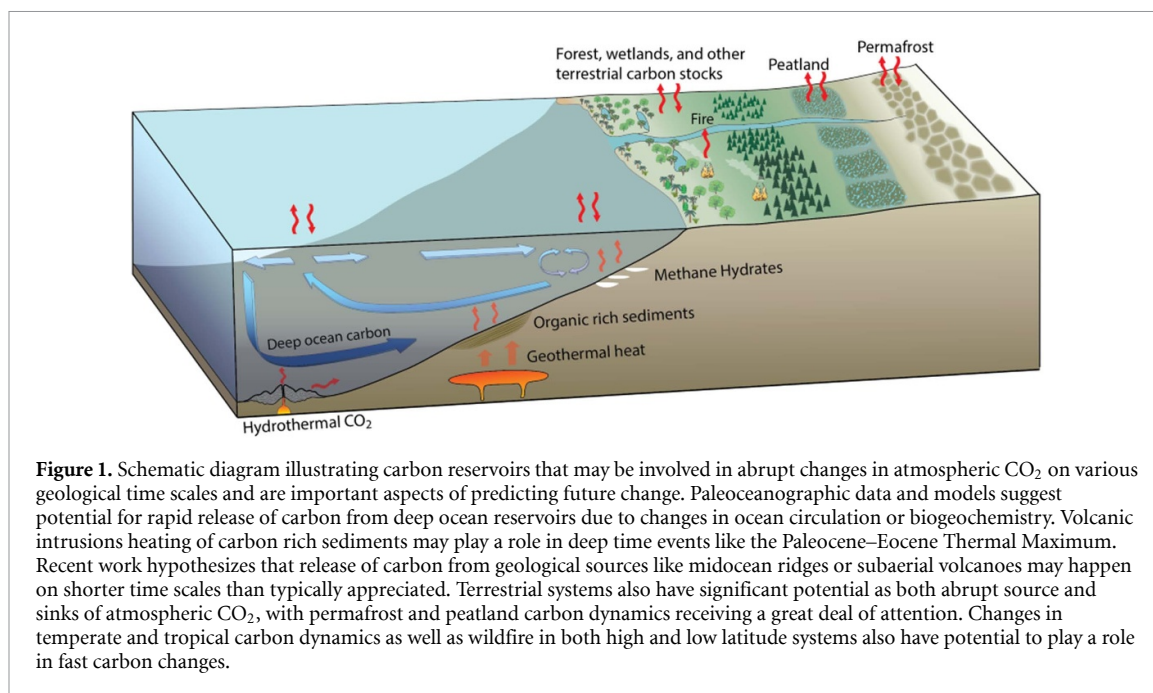 Permafrost
Forest, wetlands, and other
terrestrial carbon stocks
Peatland
Fire
Methane Hydrates
Organic rich sediments
Deep ocean carbon
Geothermal heat
Hydrothermal CO₂
Figure 1. Schematic diagram illustrating carbon reservoirs that may be involved in abrupt changes in atmospheric CO₂ on various
geological time scales and are important aspects of predicting future change. Paleoceanographic data and models suggest
potential for rapid release of carbon from deep ocean reservoirs due to changes in ocean circulation or biogeochemistry. Volcanic
intrusions heating of carbon rich sediments may play a role in deep time events like the Paleocene–Eocene Thermal Maximum.
Recent work hypothesizes that release of carbon from geological sources like midocean ridges or subaerial volcanoes may happen
on shorter time scales than typically appreciated. Terrestrial systems also have significant potential as both abrupt source and
sinks of atmospheric CO₂, with permafrost and peatland carbon dynamics receiving a great deal of attention. Changes in
temperate and tropical carbon dynamics as well as wildfire in both high and low latitude systems also have potential to play a role
in fast carbon changes.